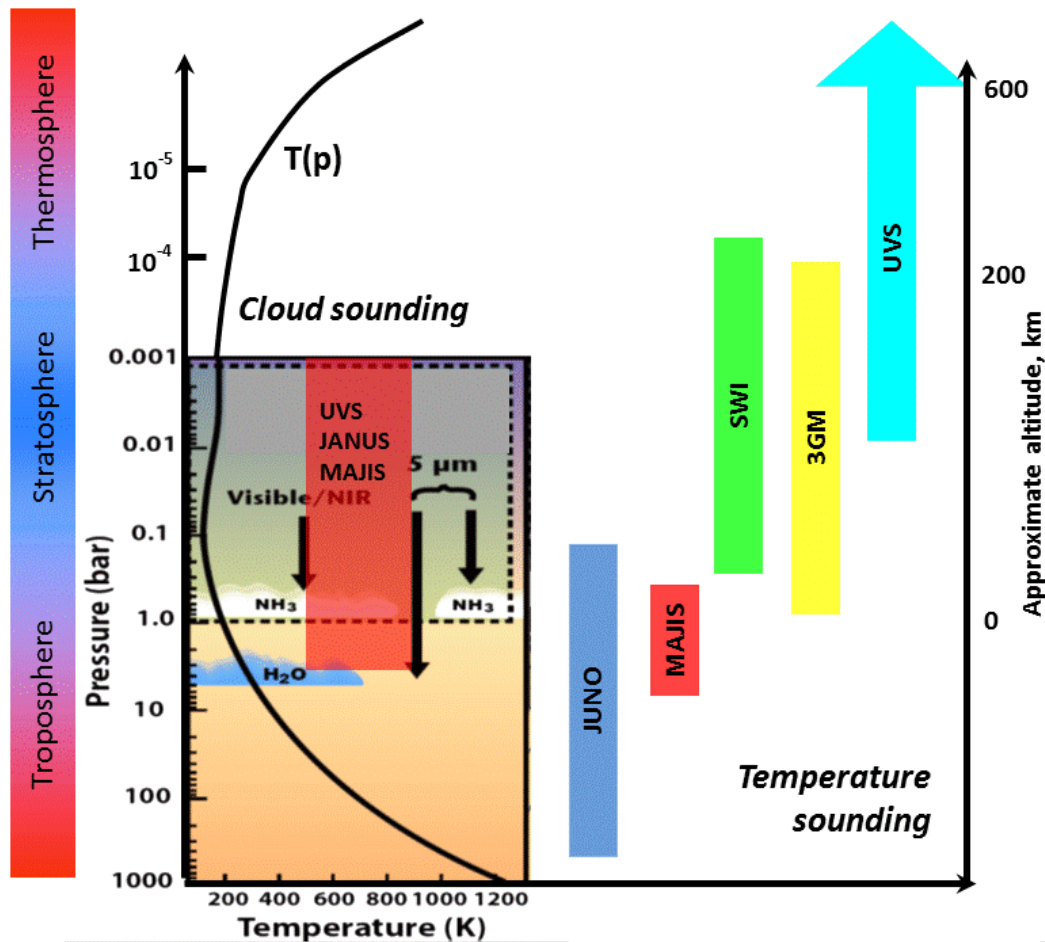 Thermosphere
Stratosphere
Troposphere
Pressure (bar)
10-5
10-4
0.001
0.01
0.1
1.0
10
100
1000
T(p)
Cloud sounding
UVS
JANUS
MAJIS
5 µm
Visible/NIR
NH3
NH3
H2O
200 400 600 800 1000 1200
Temperature (K)
JUNO
MAJIS
SWI
3GM
UVS
Temperature
sounding
600
200
0
Approximate altitude, km